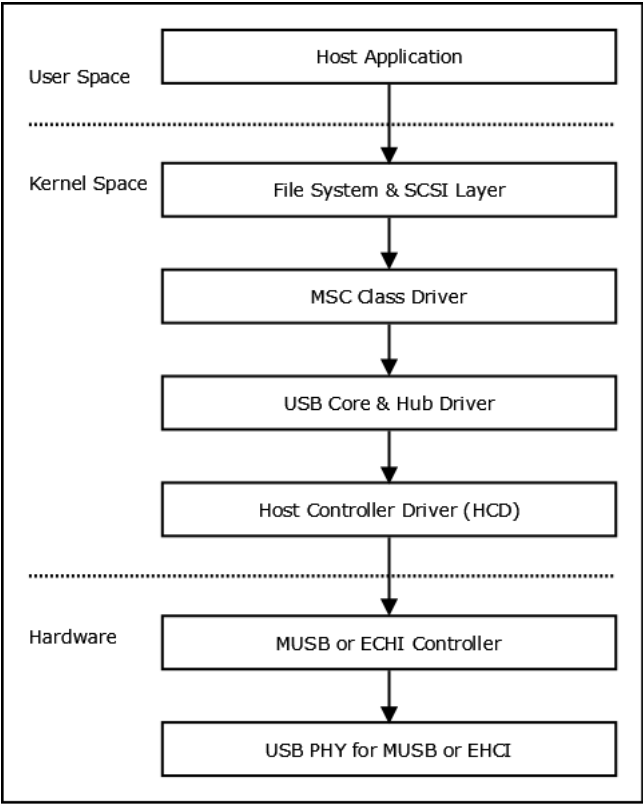 Host Application
User Space
Kernel Space
File System & SCSI Layer
MSC Class Driver
USB Core & Hub Driver
Host Controller Driver (HCD)
Hardware
MUSB or ECHI Controller
USB PHY for MUSB or EHCI